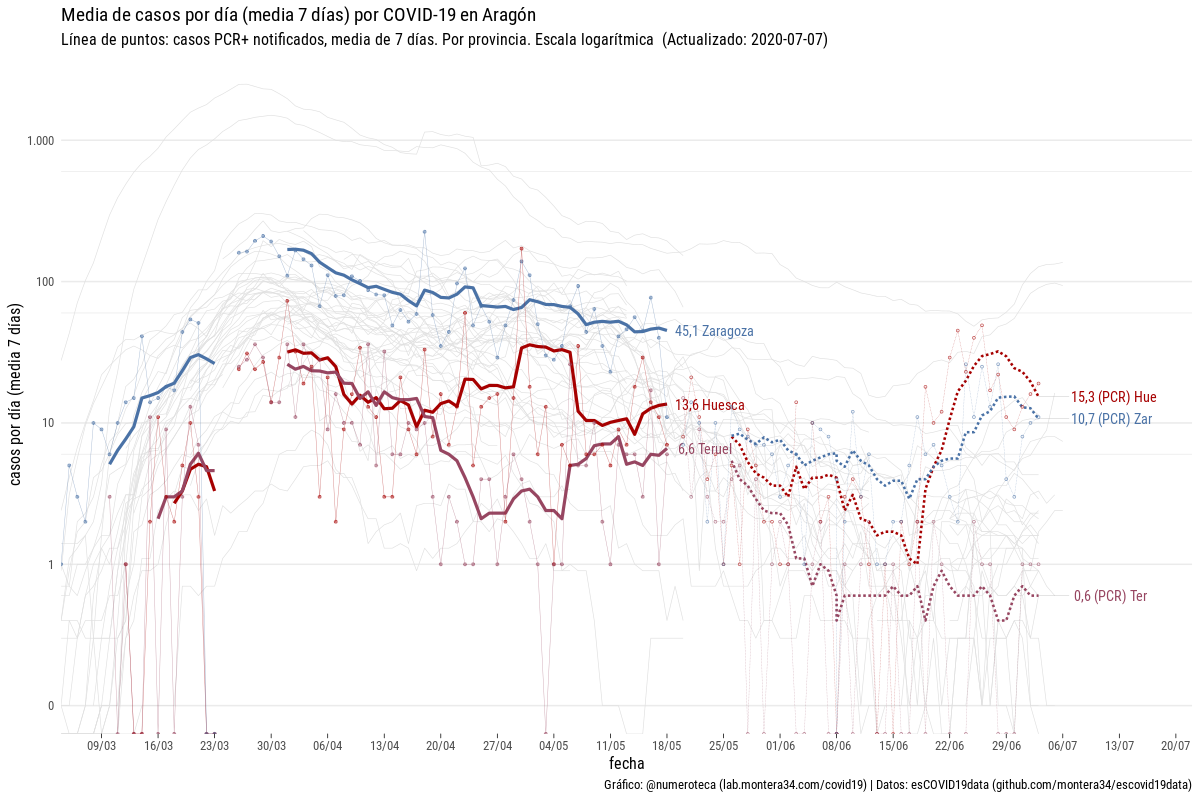 Media de casos por día (media 7 días) por COVID-19 en Aragón
Línea de puntos: casos PCR+ notificados, media de 7 días. Por provincia. Escala logarítmica (Actualizado: 2020-07-07)
casos por día (media 7 días)
1.000
100
10
1
0
45,1 Zaragoza
13,6 Huesca
6,6 Teruel
15,3 (PCR) Hue
10,7 (PCR) Zar
0,6 (PCR) Ter
09/03 16/03 23/03 30/03 06/04 13/04 20/04 27/04 04/05 11/05 18/05 25/05 01/06 08/06 15/06 22/06 29/06 06/07 13/07 20/07
fecha
Gráfico: @numeroteca (lab.montera34.com/covid19) | Datos: esCOVID19data (github.com/montera34/escovid19data)